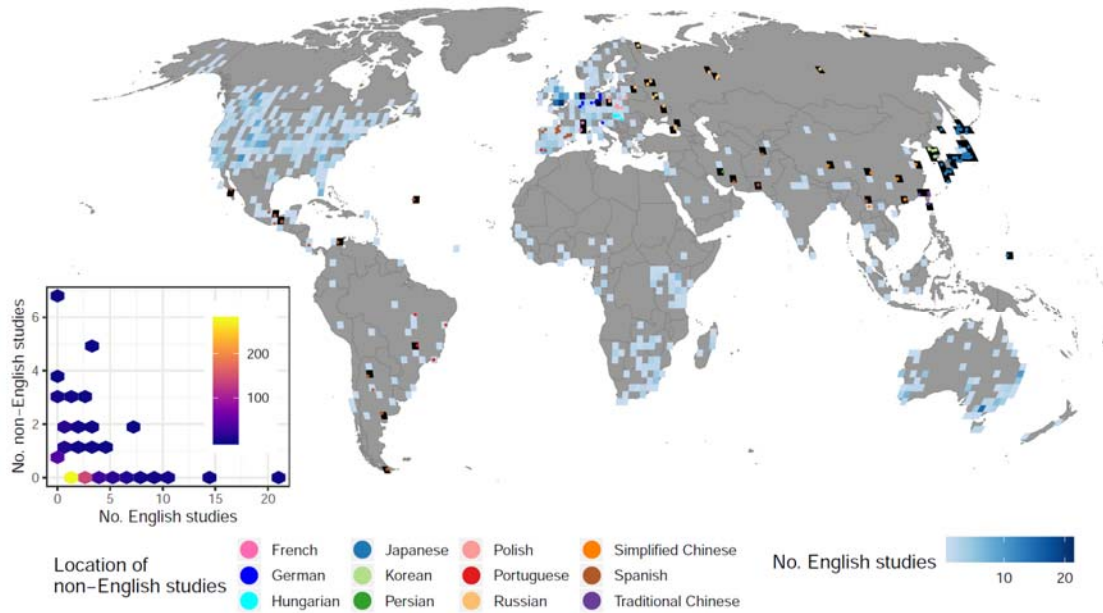 No. non−English studies
6
4
2
0
200
100
0
5
10
15
20
No. English studies
Location of
non−English studies
French
German
Hungarian
Japanese
Korean
Persian
Polish
Portuguese
Russian
Simplified Chinese
Spanish
Traditional Chinese
No. English studies
10
20